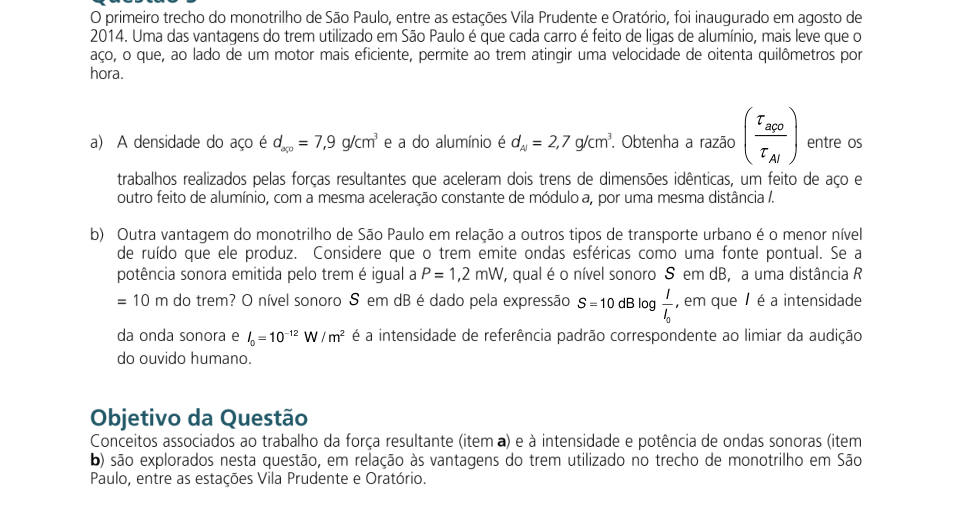 O primeiro trecho do monotrilho de São Paulo, entre as estações Vila Prudente e Oratório, foi inaugurado em agosto de
2014. Uma das vantagens do trem utilizado em São Paulo é que cada carro é feito de ligas de alumínio, mais leve que o
aço, o que, ao lado de um motor mais eficiente, permite ao trem atingir uma velocidade de oitenta quilômetros por
hora.
a) A densidade do aço é d_aço = 7,9 g/cm³ e a do alumínio é d_Al = 2,7 g/cm³. Obtenha a razão (τ_aço / τ_Al) entre os
trabalhos realizados pelas forças resultantes que aceleram dois trens de dimensões idênticas, um feito de aço e
outro feito de alumínio, com a mesma aceleração constante de módulo a, por uma mesma distância l.
b) Outra vantagem do monotrilho de São Paulo em relação a outros tipos de transporte urbano é o menor nível
de ruído que ele produz. Considere que o trem emite ondas esféricas como uma fonte pontual. Se a
potência sonora emitida pelo trem é igual a P = 1,2 mW, qual é o nível sonoro S em dB, a uma distância R
= 10 m do trem? O nível sonoro S em dB é dado pela expressão S = 10 dB log I/I₀, em que I é a intensidade
da onda sonora e I₀ = 10⁻¹² W / m² é a intensidade de referência padrão correspondente ao limiar da audição
do ouvido humano.
Objetivo da Questão
Conceitos associados ao trabalho da força resultante (item a) e à intensidade e potência de ondas sonoras (item
b) são explorados nesta questão, em relação às vantagens do trem utilizado no trecho de monotrilho em São
Paulo, entre as estações Vila Prudente e Oratório.